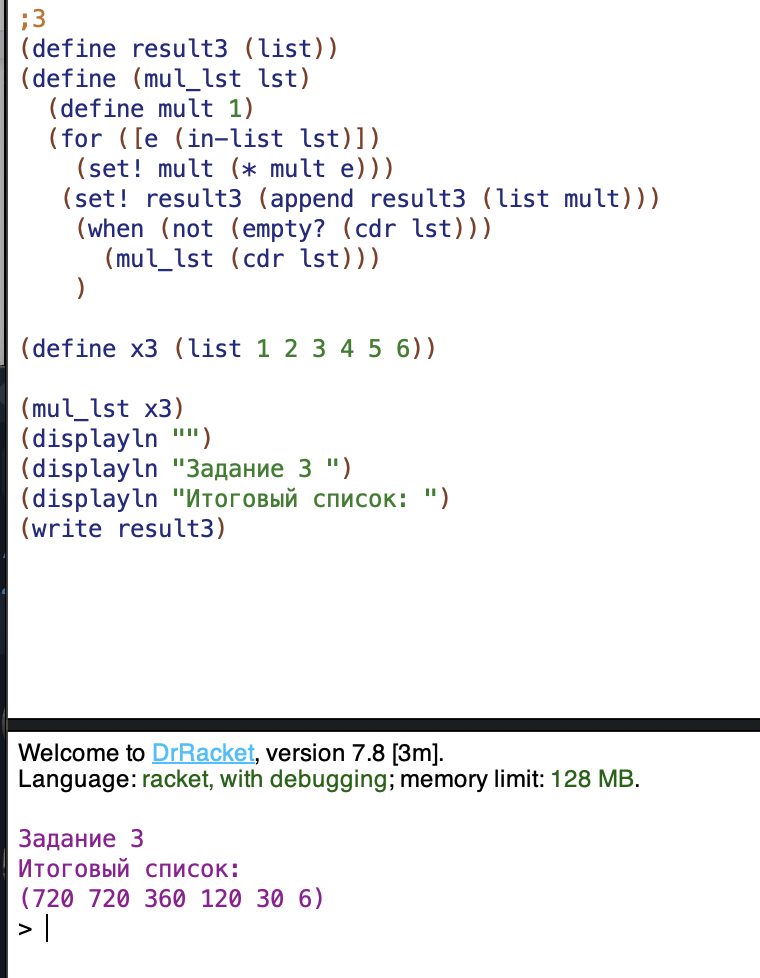 ;3
(define result3 (list))
(define (mul_lst lst)
  (define mult 1)
  (for ([e (in-list lst)])
    (set! mult (* mult e)))
   (set! result3 (append result3 (list mult)))
    (when (not (empty? (cdr lst)))
      (mul_lst (cdr lst)))
    )
(define x3 (list 1 2 3 4 5 6))
(mul_lst x3)
(displayln "")
(displayln "Задание 3 ")
(displayln "Итоговый список: ")
(write result3)
Welcome to DrRacket, version 7.8 [3m].
Language: racket, with debugging; memory limit: 128 MB.
Задание 3
Итоговый список:
(720 720 360 120 30 6)
>